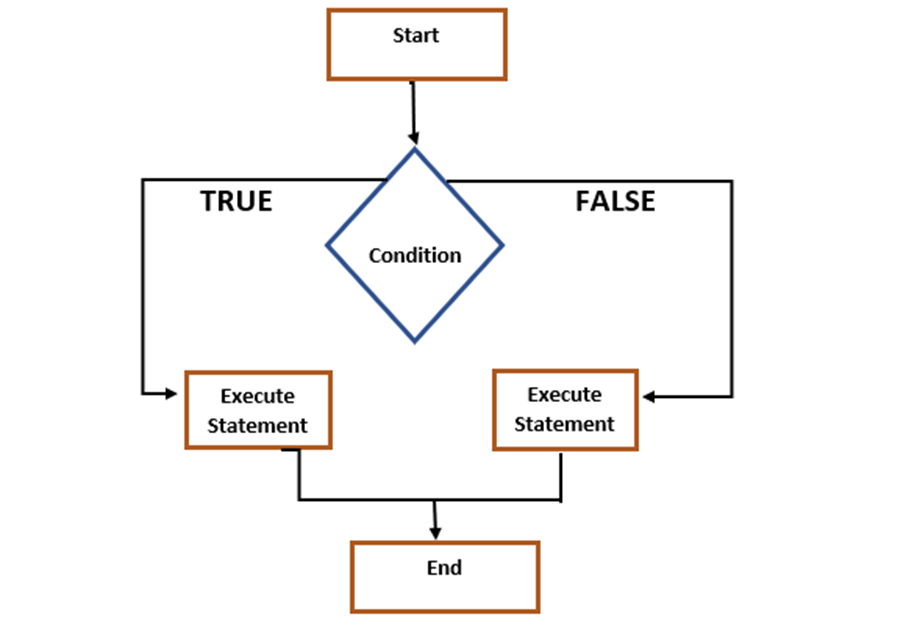 Start
TRUE
FALSE
Condition
Execute
Statement
Execute
Statement
End